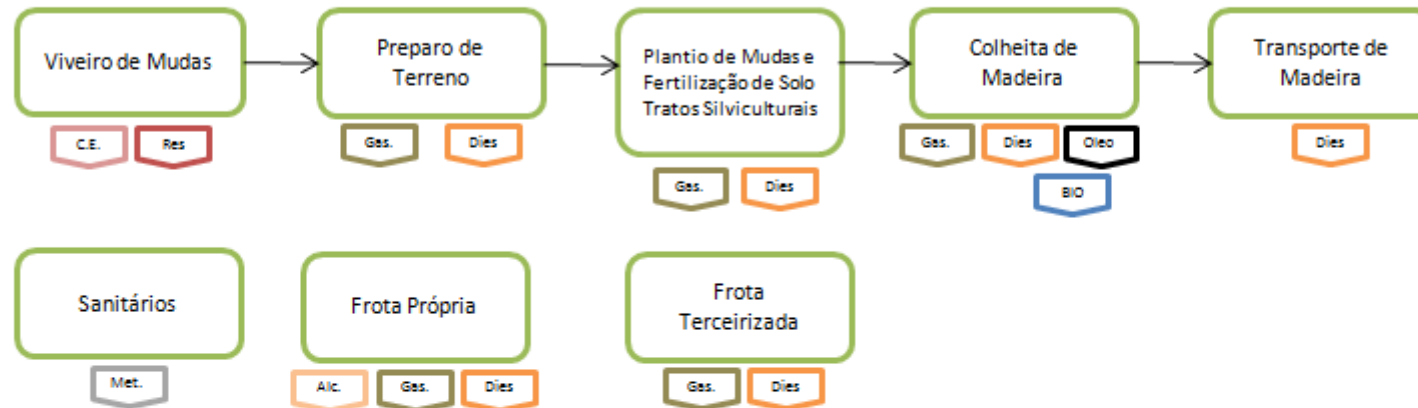 Viveiro de Mudas
Preparo de
Terreno
Plantio de Mudas e
Fertilização de Solo
Tratos Silviculturais
Colheita de
Madeira
Transporte de
Madeira
C.E.
Res
Gas.
Dies
Gas.
Dies
Gas.
Dies
Oleo
BIO
Dies
Sanitários
Frota Própria
Frota
Terceirizada
Met.
Alc.
Gas.
Dies
Gas.
Dies